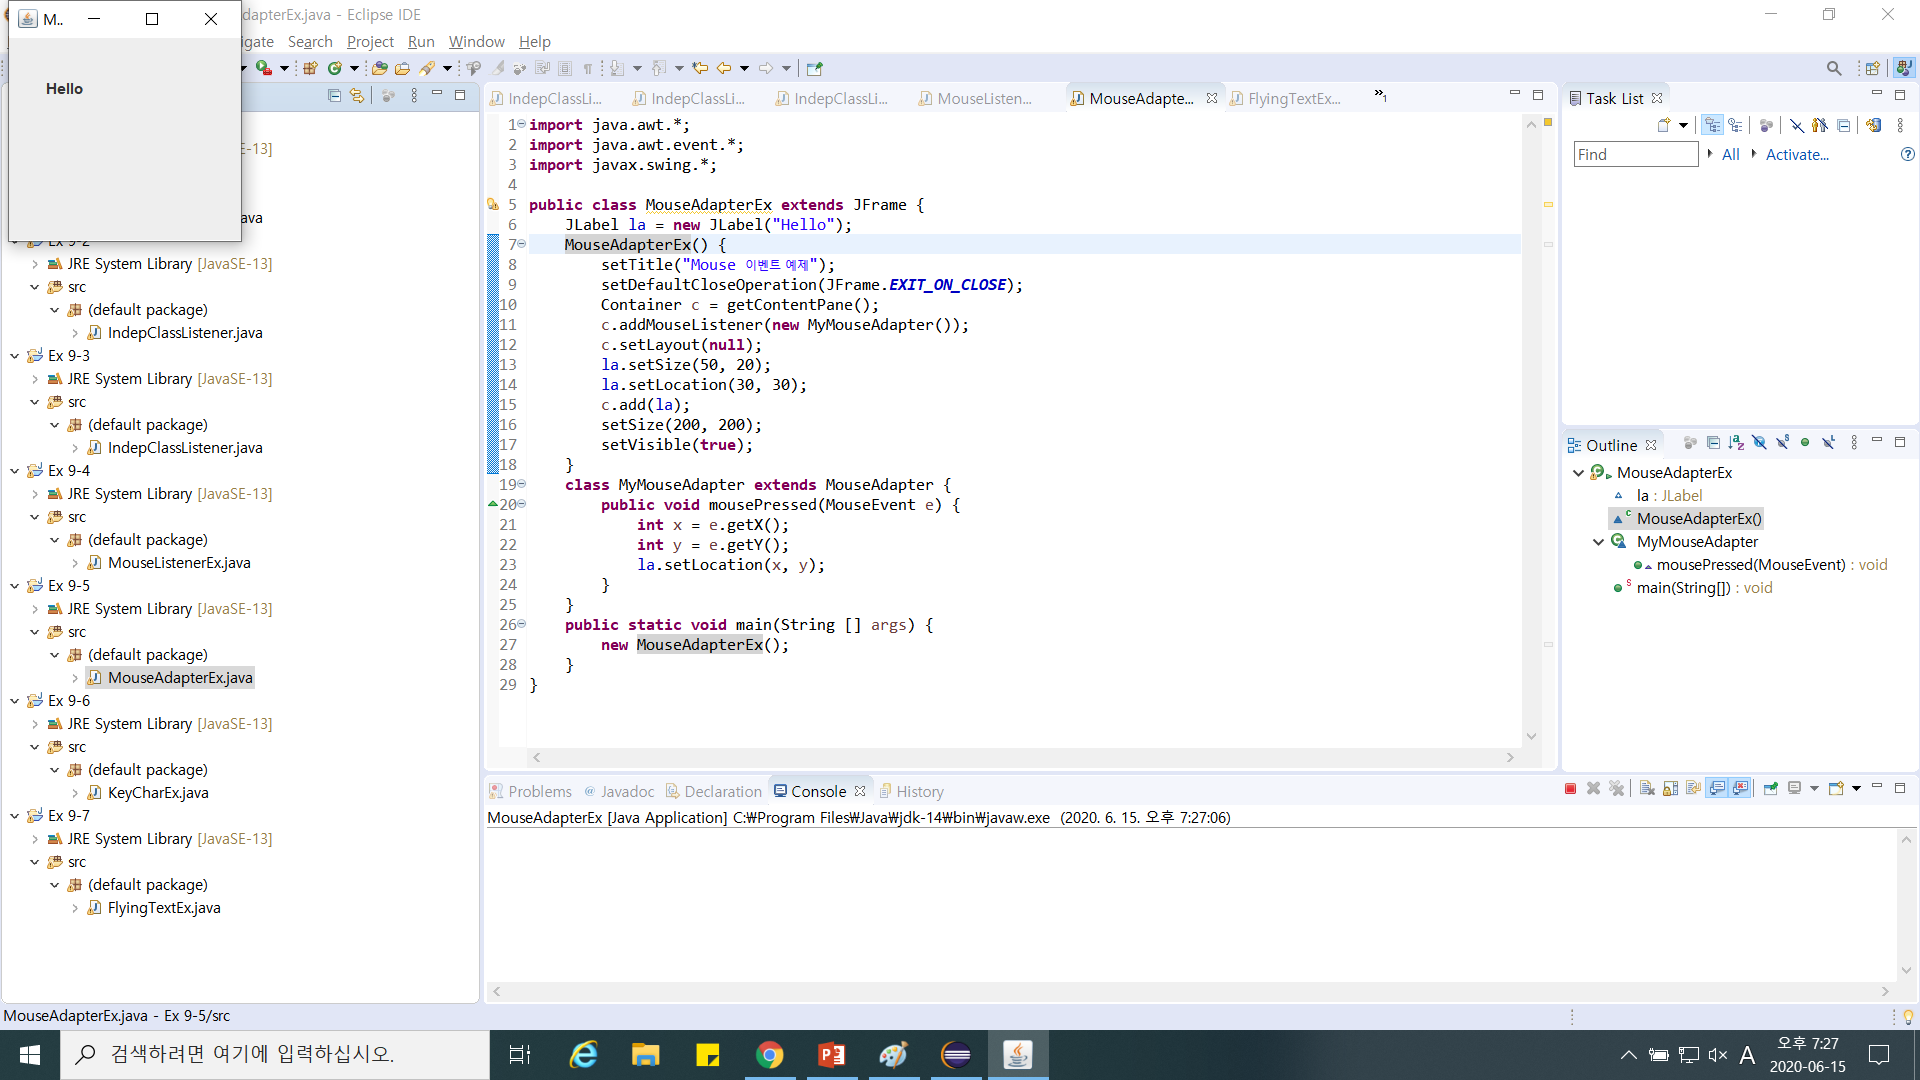 M..
dapterEx.java - Eclipse IDE
igate Search Project Run Window Help
Hello
E-13]
ava
Ex 9-2
JRE System Library [JavaSE-13]
src
(default package)
IndepClassListener.java
Ex 9-3
JRE System Library [JavaSE-13]
src
(default package)
IndepClassListener.java
Ex 9-4
JRE System Library [JavaSE-13]
src
(default package)
MouseListenerEx.java
Ex 9-5
JRE System Library [JavaSE-13]
src
(default package)
MouseAdapterEx.java
Ex 9-6
JRE System Library [JavaSE-13]
src
(default package)
KeyCharEx.java
Ex 9-7
JRE System Library [JavaSE-13]
src
(default package)
FlyingTextEx.java
IndepClassLi... IndepClassLi... IndepClassLi... MouseListen... MouseAdapte... FlyingTextEx... »1
1 import java.awt.*;
2 import java.awt.event.*;
3 import javax.swing.*;
4
5 public class MouseAdapterEx extends JFrame {
6 JLabel la = new JLabel("Hello");
7 MouseAdapterEx() {
8 setTitle("Mouse 이벤트 예제");
9 setDefaultCloseOperation(JFrame.EXIT_ON_CLOSE);
10 Container c = getContentPane();
11 c.addMouseListener(new MyMouseAdapter());
12 c.setLayout(null);
13 la.setSize(50, 20);
14 la.setLocation(30, 30);
15 c.add(la);
16 setSize(200, 200);
17 setVisible(true);
18 }
19 class MyMouseAdapter extends MouseAdapter {
20 public void mousePressed(MouseEvent e) {
21 int x = e.getX();
22 int y = e.getY();
23 la.setLocation(x, y);
24 }
25 }
26 public static void main(String [] args) {
27 new MouseAdapterEx();
28 }
29 }
Task List
Find All Activate...
Outline
MouseAdapterEx
la : JLabel
MouseAdapterEx()
MyMouseAdapter
mousePressed(MouseEvent) : void
main(String[]) : void
Problems @ Javadoc Declaration Console History
MouseAdapterEx [Java Application] C:₩Program Files₩Java₩jdk-14₩bin₩javaw.exe (2020. 6. 15. 오후 7:27:06)
MouseAdapterEx.java - Ex 9-5/src
검색하려면 여기에 입력하십시오.
A
오후 7:27
2020-06-15